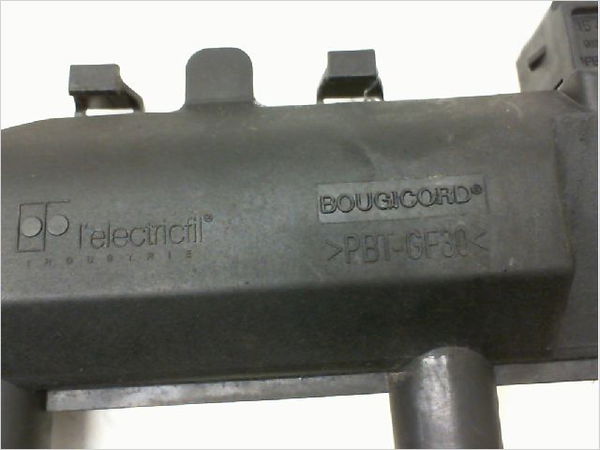 BOUGICORD®
l'electricfil®
INDUSTRIE
>PBT-GF30<